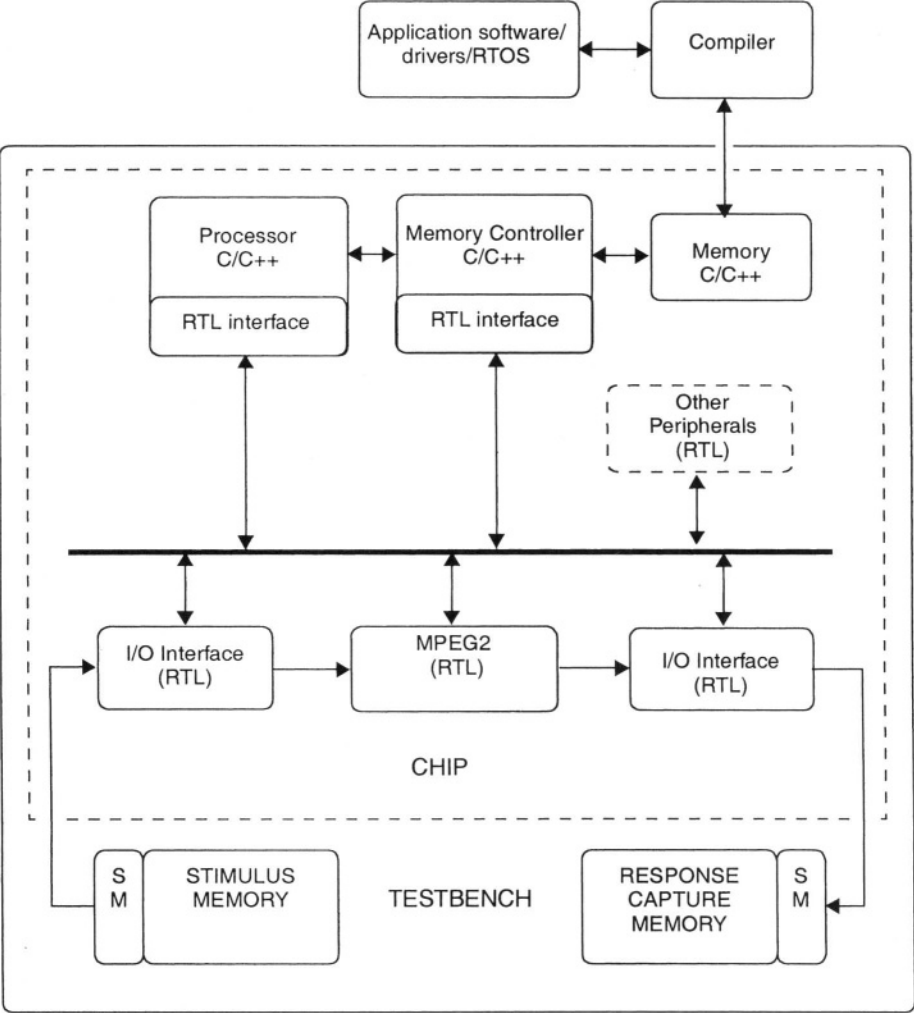 Application software/
drivers/RTOS
Compiler
Processor
C/C++
Memory Controller
C/C++
Memory
C/C++
RTL interface
RTL interface
Other
Peripherals
(RTL)
I/O Interface
(RTL)
MPEG2
(RTL)
I/O Interface
(RTL)
CHIP
S
M
STIMULUS
MEMORY
TESTBENCH
RESPONSE
CAPTURE
MEMORY
S
M